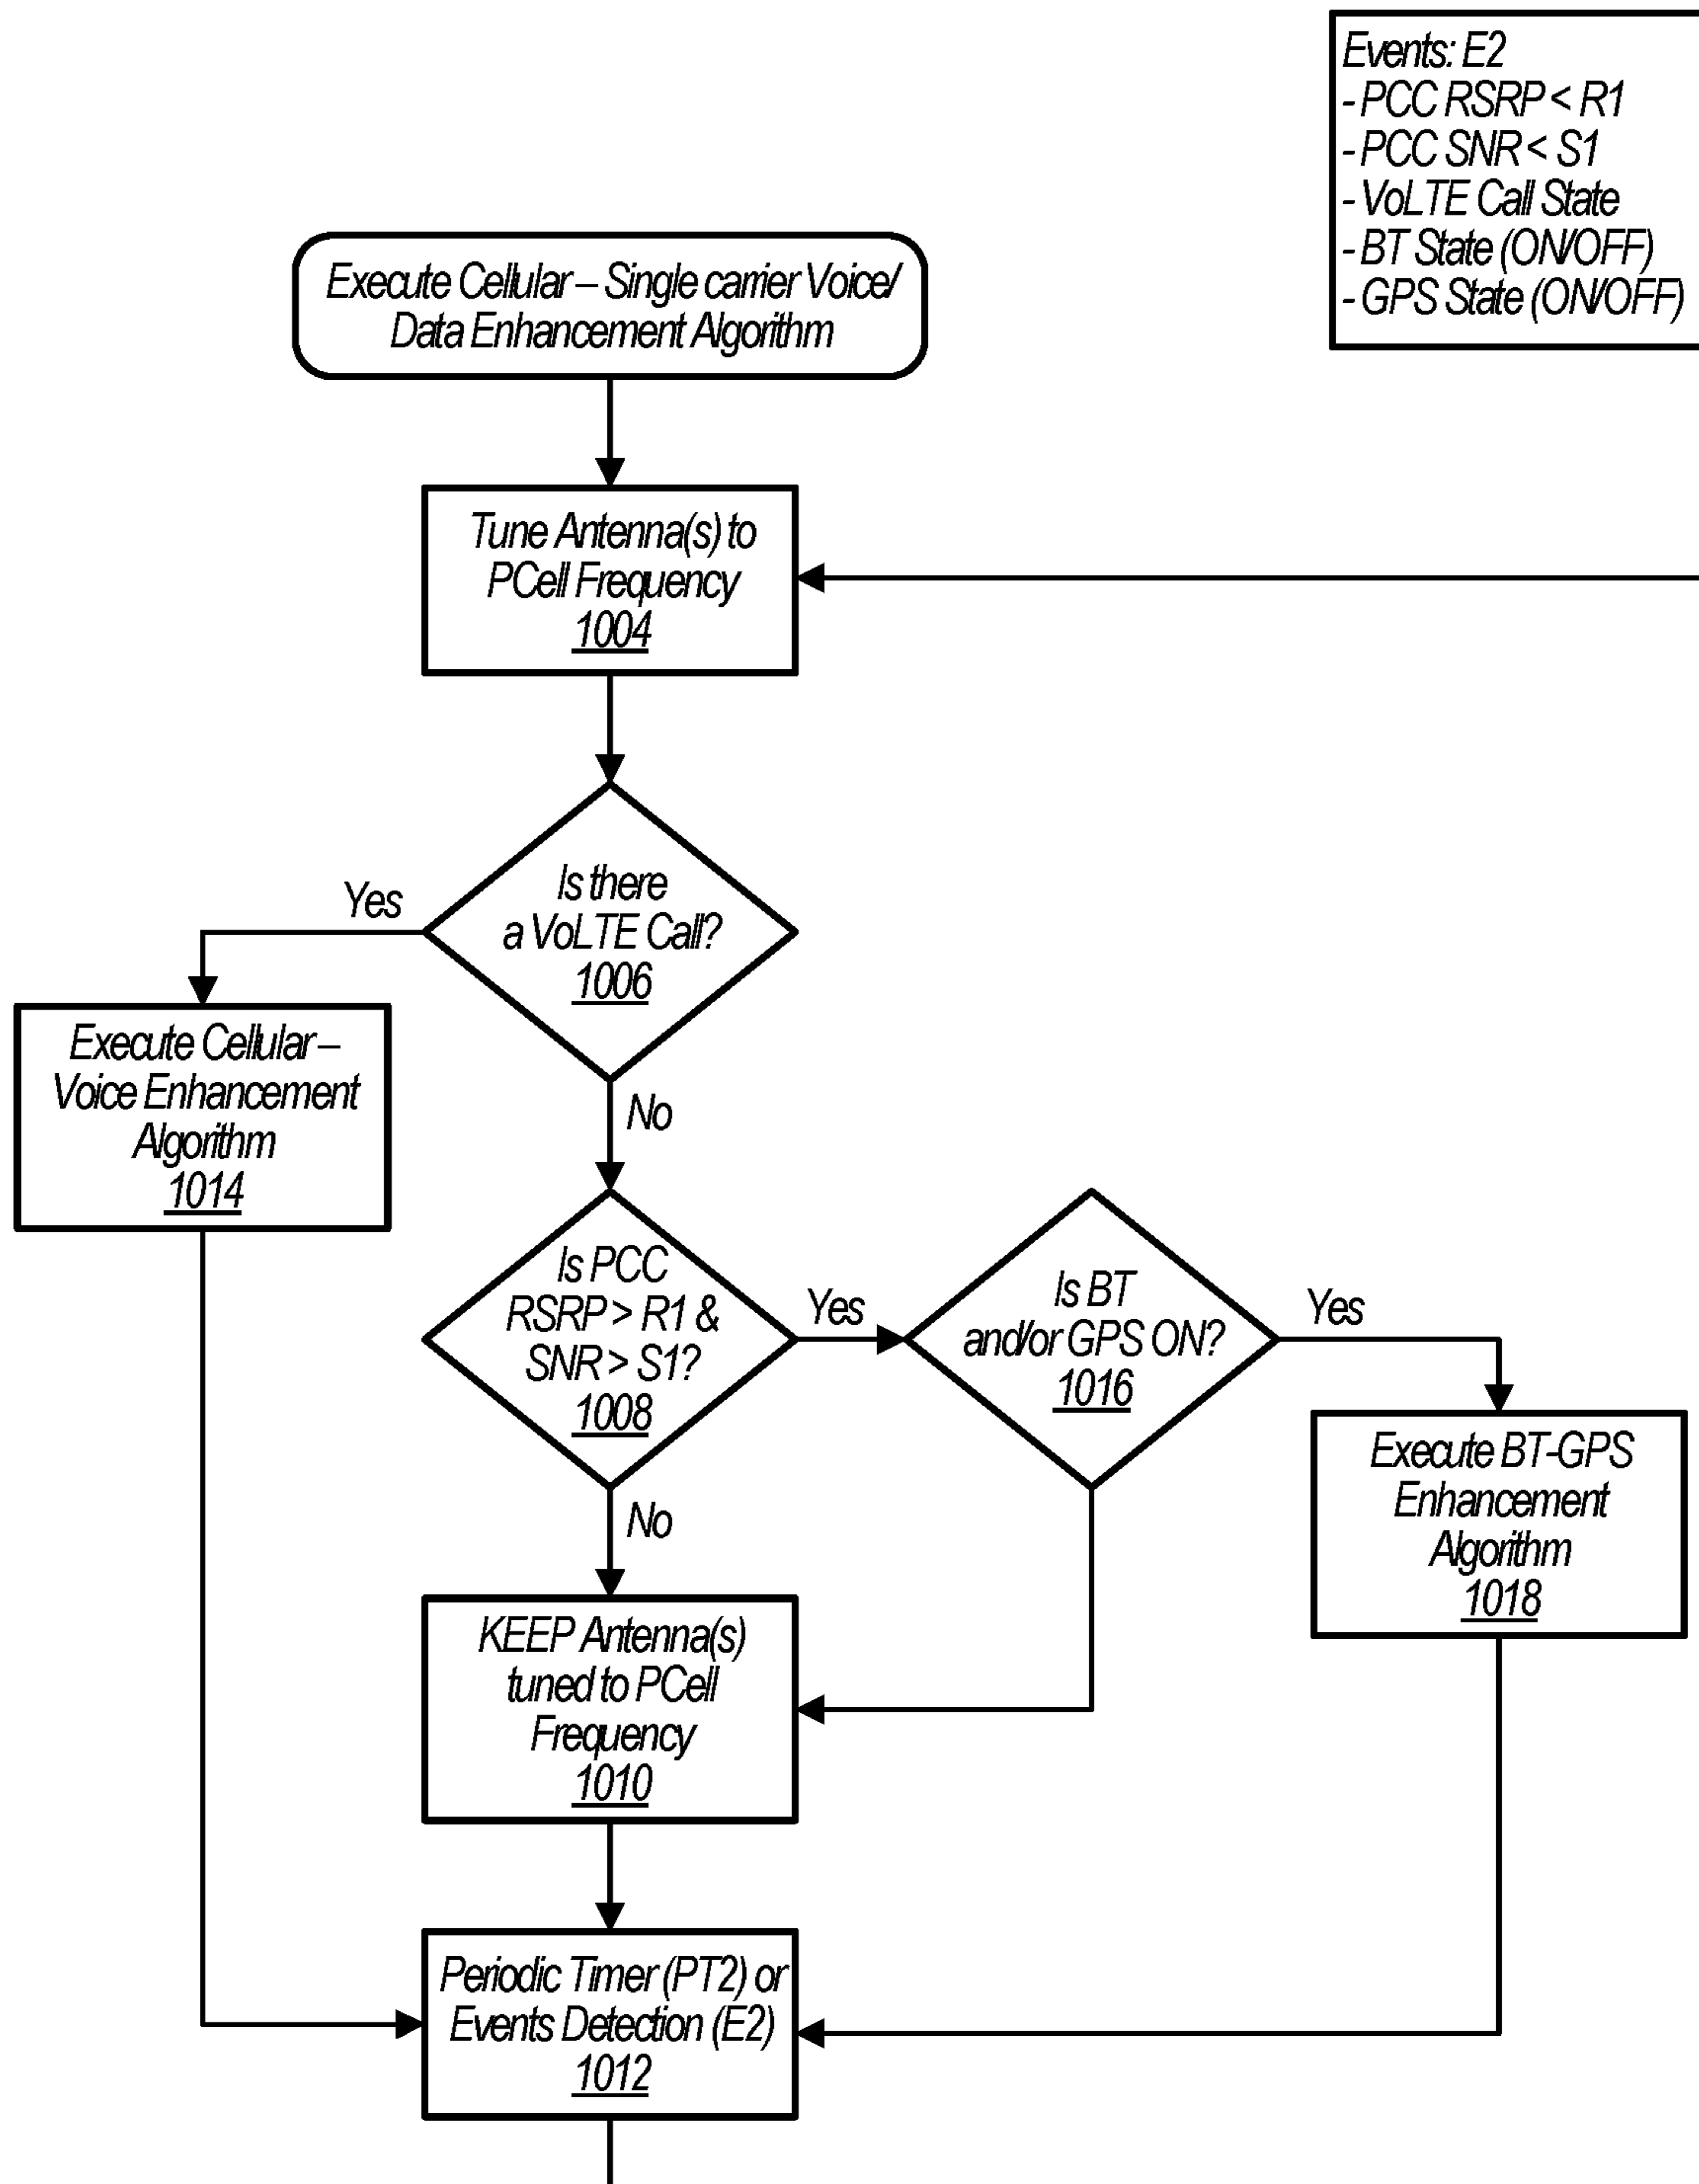 Events: E2
- PCC RSRP < R1
- PCC SNR < S1
- VoLTE Call State
- BT State (ON/OFF)
- GPS State (ON/OFF)
Execute Cellular – Single carrier Voice/
Data Enhancement Algorithm
Tune Antenna(s) to
PCell Frequency
1004
Is there
a VoLTE Call?
1006
Yes
No
Execute Cellular –
Voice Enhancement
Algorithm
1014
Is PCC
RSRP > R1 &
SNR > S1?
1008
Yes
No
Is BT
and/or GPS ON?
1016
Yes
Execute BT-GPS
Enhancement
Algorithm
1018
KEEP Antenna(s)
tuned to PCell
Frequency
1010
Periodic Timer (PT2) or
Events Detection (E2)
1012